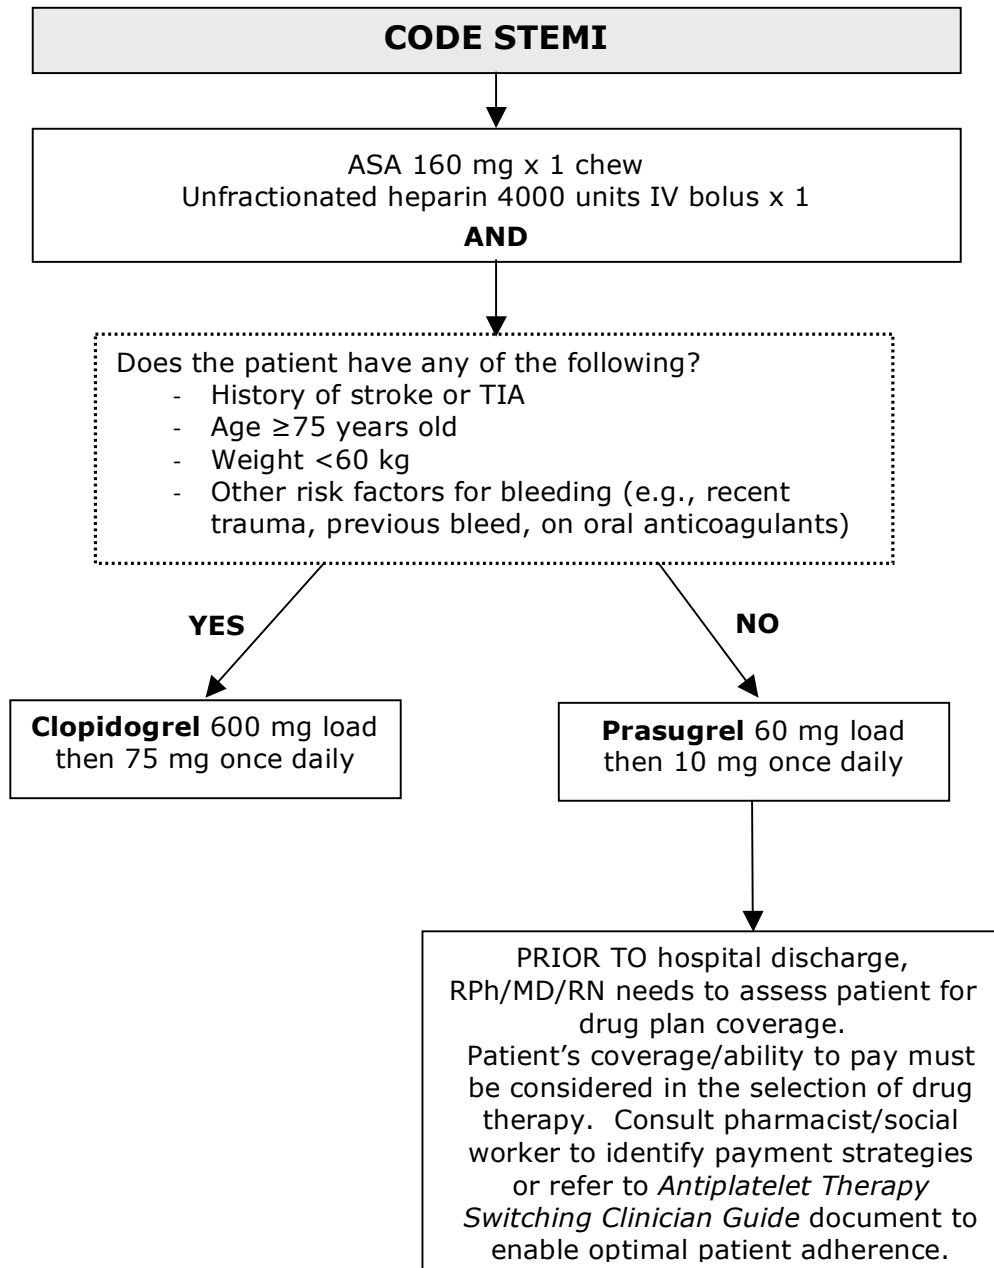 CODE STEMI
ASA 160 mg x 1 chew
Unfractionated heparin 4000 units IV bolus x 1
AND
Does the patient have any of the following?
- History of stroke or TIA
- Age ≥75 years old
- Weight <60 kg
- Other risk factors for bleeding (e.g., recent
trauma, previous bleed, on oral anticoagulants)
YES
NO
Clopidogrel 600 mg load
then 75 mg once daily
Prasugrel 60 mg load
then 10 mg once daily
PRIOR TO hospital discharge,
RPh/MD/RN needs to assess patient for
drug plan coverage.
Patient's coverage/ability to pay must
be considered in the selection of drug
therapy. Consult pharmacist/social
worker to identify payment strategies
or refer to Antiplatelet Therapy
Switching Clinician Guide document to
enable optimal patient adherence.